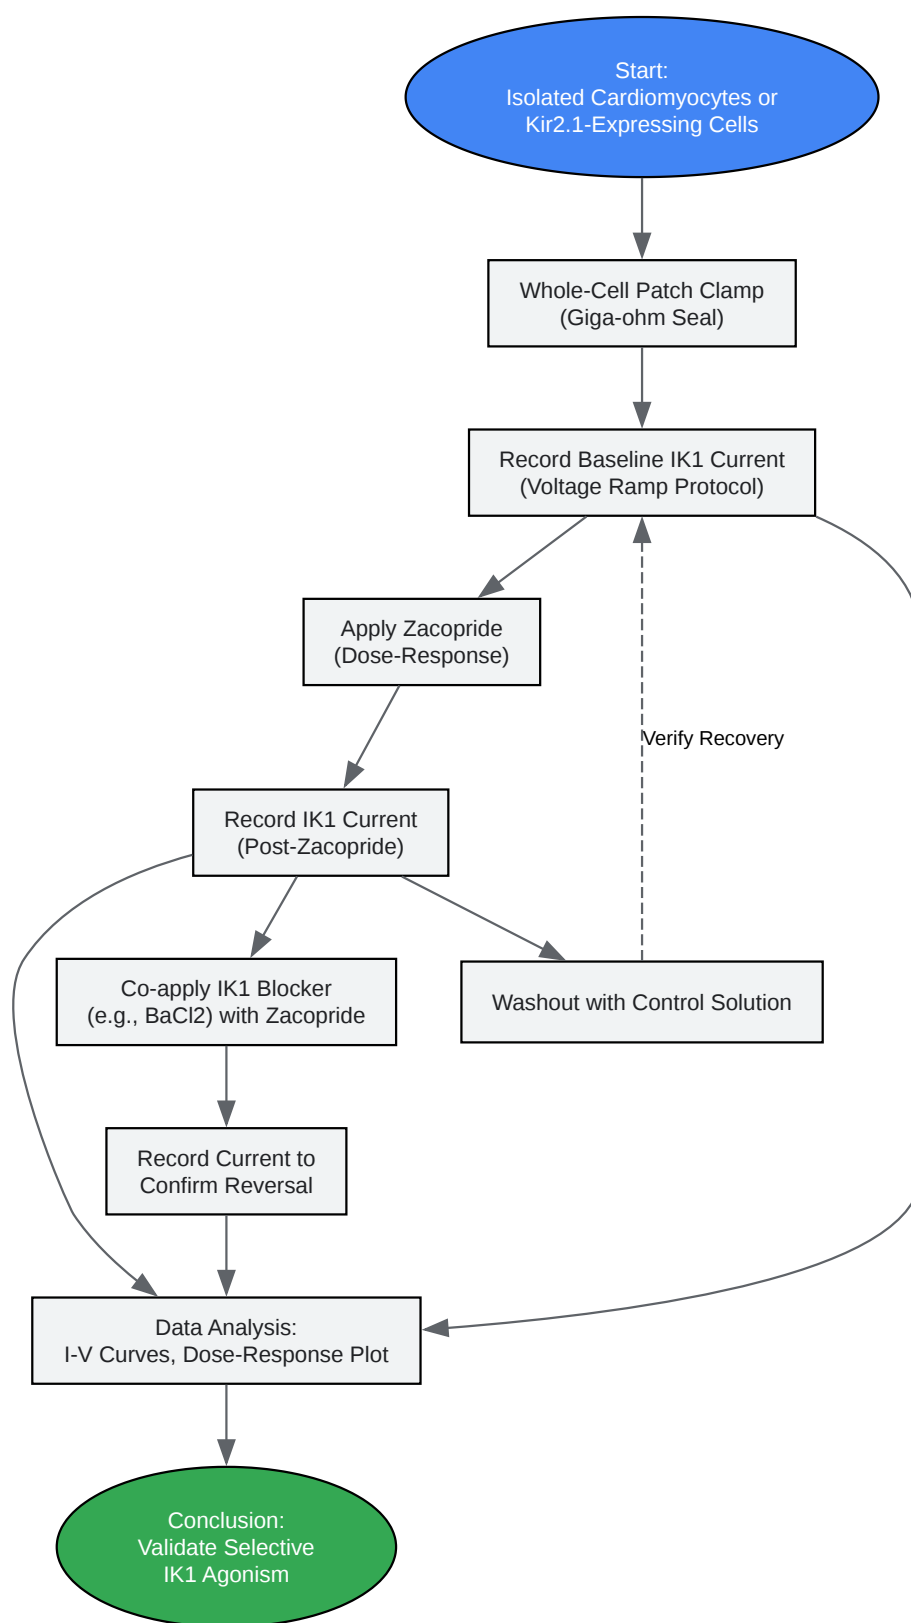 Start:
Isolated Cardiomyocytes or
Kir2.1-Expressing Cells
Whole-Cell Patch Clamp
(Giga-ohm Seal)
Record Baseline IK1 Current
(Voltage Ramp Protocol)
Apply Zacopride
(Dose-Response)
Verify Recovery
Record IK1 Current
(Post-Zacopride)
Co-apply IK1 Blocker
(e.g., BaCl2) with Zacopride
Washout with Control Solution
Record Current to
Confirm Reversal
Data Analysis:
I-V Curves, Dose-Response Plot
Conclusion:
Validate Selective
IK1 Agonism